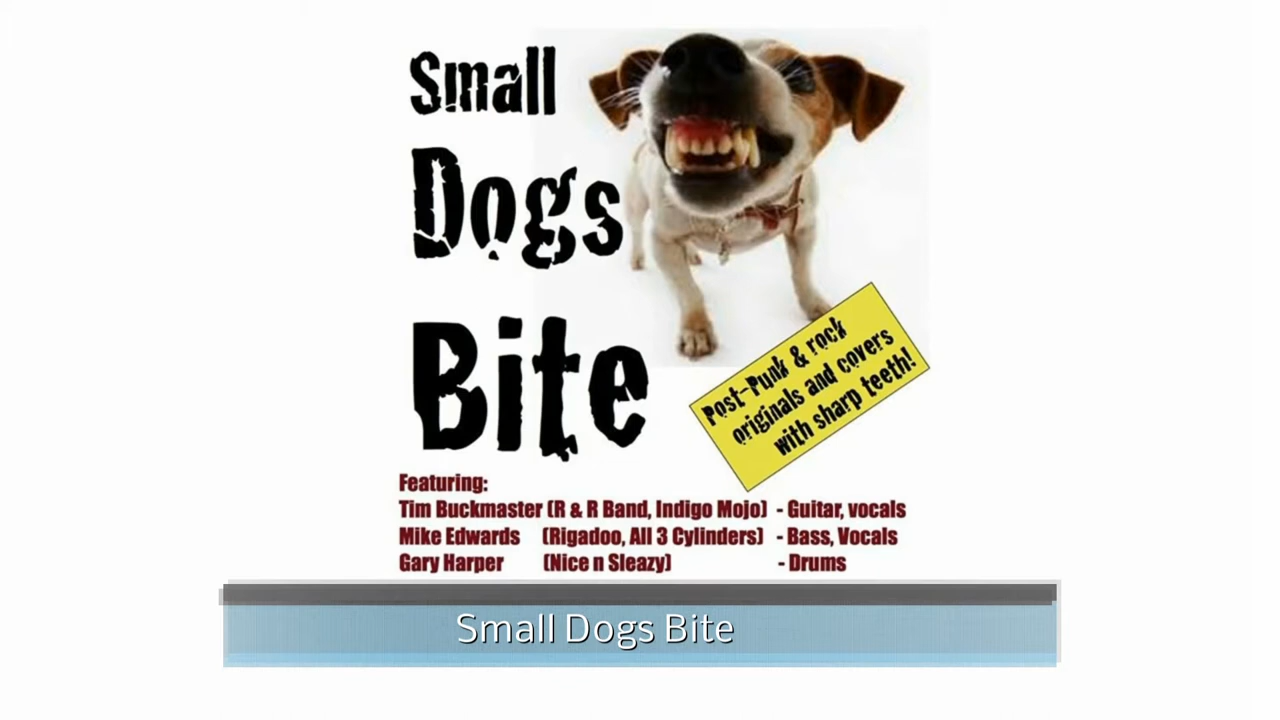 Small
Dogs
Bite
Post-Punk & rock
originals and covers
with sharp teeth!
Featuring:
Tim Buckmaster (R & R Band, Indigo Mojo) - Guitar, vocals
Mike Edwards (Rigadoo, All 3 Cylinders) - Bass, Vocals
Gary Harper (Nice n Sleazy) - Drums
Small Dogs Bite